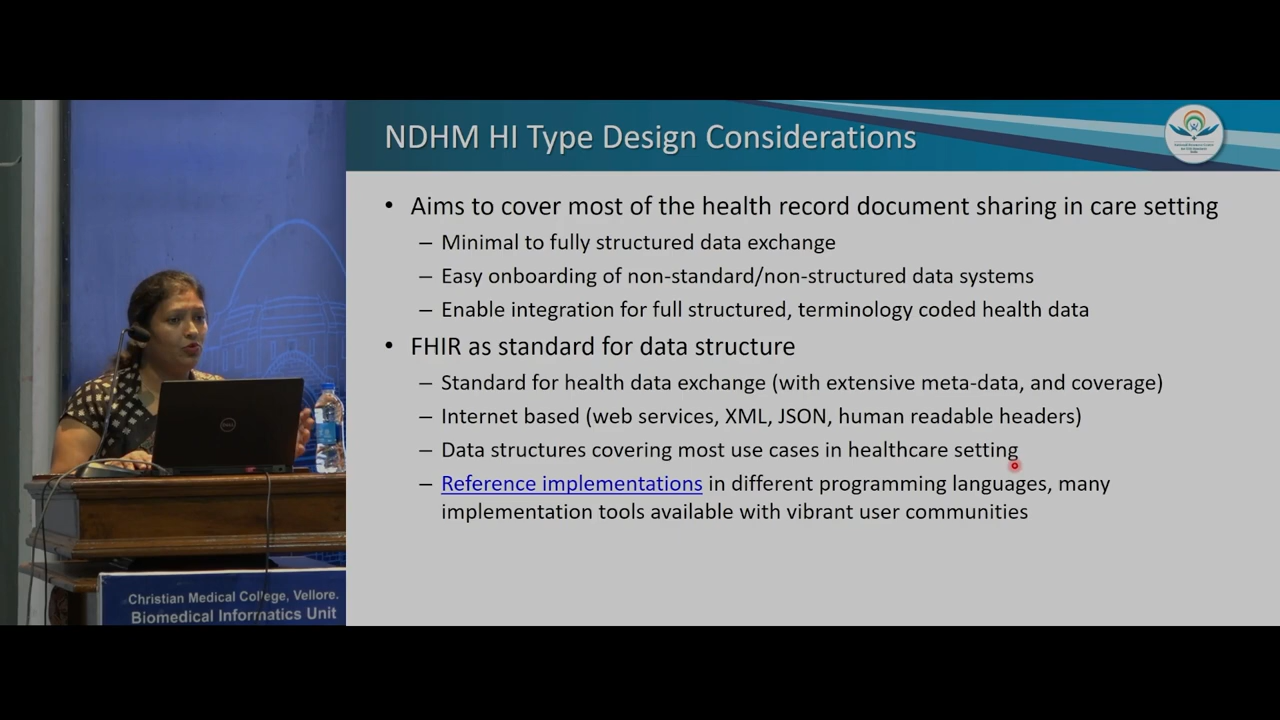 NDHM HI Type Design Considerations
• Aims to cover most of the health record document sharing in care setting
– Minimal to fully structured data exchange
– Easy onboarding of non-standard/non-structured data systems
– Enable integration for full structured, terminology coded health data
• FHIR as standard for data structure
– Standard for health data exchange (with extensive meta-data, and coverage)
– Internet based (web services, XML, JSON, human readable headers)
– Data structures covering most use cases in healthcare setting
– Reference implementations in different programming languages, many
implementation tools available with vibrant user communities
DELL
Christian Medical College, Vellore.
Biomedical Informatics Unit